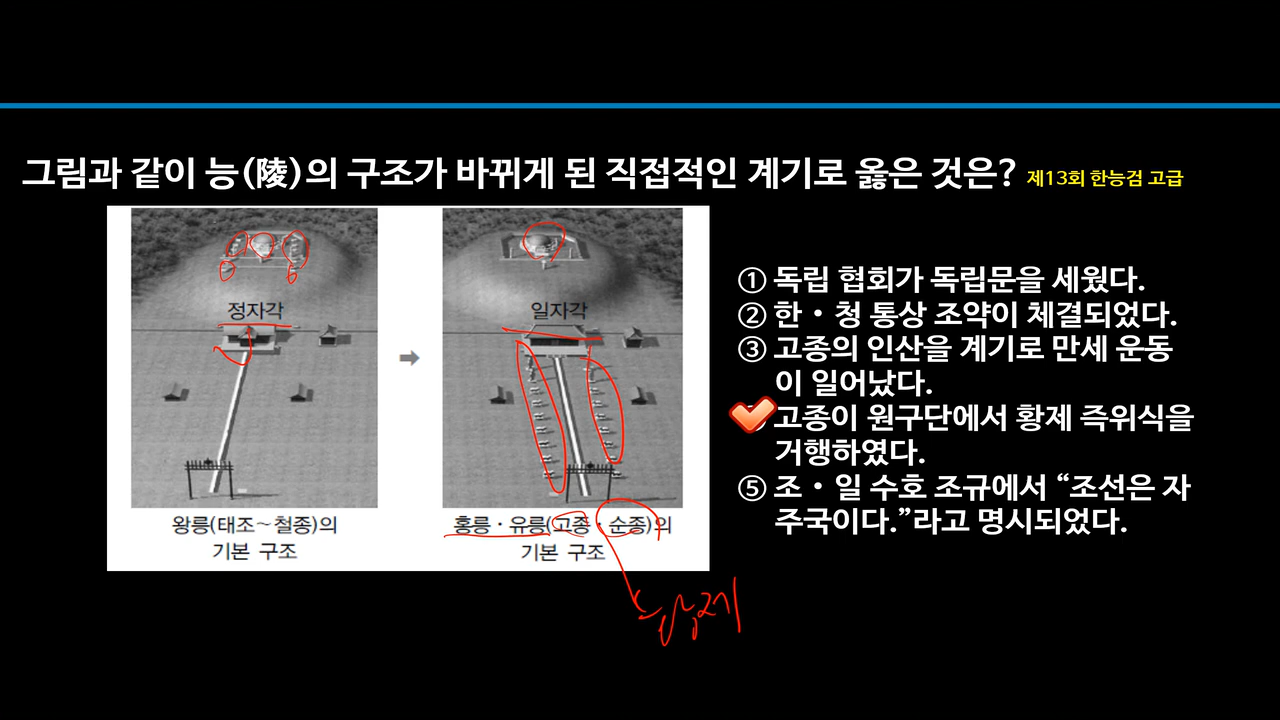 그림과 같이 능(陵)의 구조가 바뀌게 된 직접적인 계기로 옳은 것은? 제13회 한능검 고급
정자각
왕릉(태조~철종)의
기본 구조
일자각
홍릉·유릉(고종·순종)의
기본 구조
황제
① 독립 협회가 독립문을 세웠다.
② 한·청 통상 조약이 체결되었다.
③ 고종의 인산을 계기로 만세 운동
이 일어났다.
고종이 원구단에서 황제 즉위식을
거행하였다.
⑤ 조·일 수호 조규에서 “조선은 자
주국이다.”라고 명시되었다.